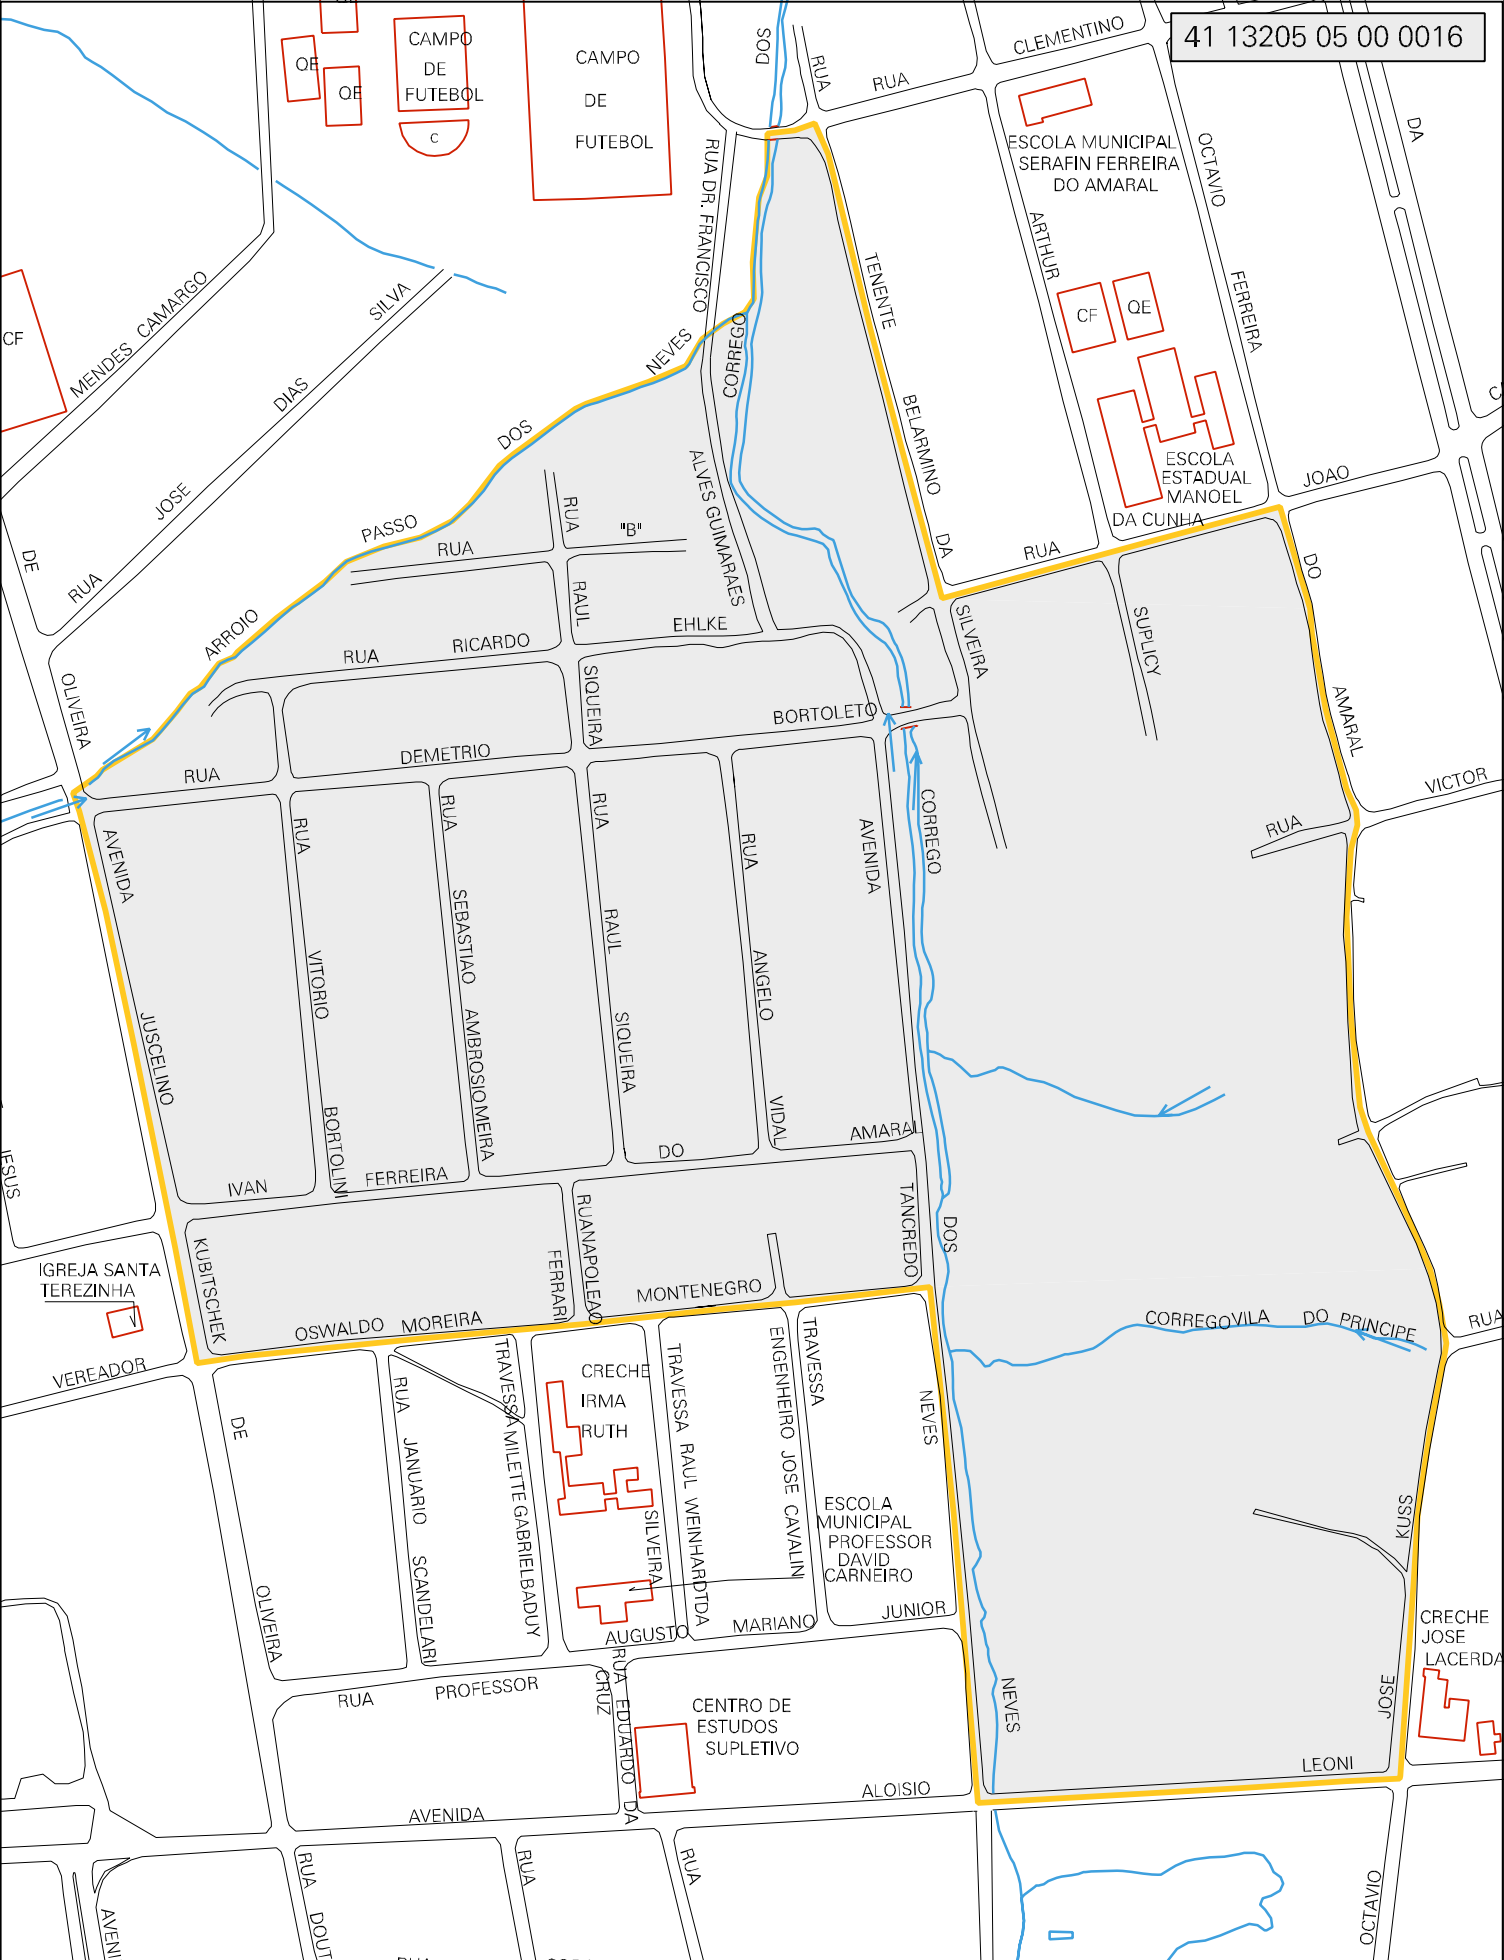 41 13205 05 00 0016
QE
QE
CAMPO
DE
FUTEBOL
C
CAMPO
DE
FUTEBOL
DOS
RUA
RUA
CLEMENTINO
DA
ESCOLA MUNICIPAL
SERAFIN FERREIRA
DO AMARAL
OCTAVIO
FERREIRA
DO
AMARAL
ARTHUR
SUPLICY
CF
MENDES CAMARGO
RUA JOSE DIAS SILVA
RUA DR. FRANCISCO
ALVES GUIMARAES
CORREGO
TENENTE
BELARMINO
DA
SILVEIRA
CF
QE
ESCOLA
ESTADUAL
MANOEL
DA CUNHA
RUA
JOAO
ARROIO PASSO DOS NEVES
DE
OLIVEIRA
RUA "B"
RUA
RAUL
SIQUEIRA
RUA RICARDO EHLKE
RUA DEMETRIO BORTOLETO
RUA
VICTOR
AVENIDA
JUSCELINO
KUBITSCHEK
RUA
VITORIO
BORTOLINI
RUA
SEBASTIAO
AMBROSIO MEIRA
RUA
RAUL
SIQUEIRA
RUA
ANGELO
VIDAL
AVENIDA
TANCREDO
NEVES
CORREGO
DOS
NEVES
IVAN FERREIRA DO AMARAL
JESUS
IGREJA SANTA
TEREZINHA
VEREADOR
OSWALDO MOREIRA MONTENEGRO
RUA NAPOLEAO
FERRARI
CORREGO VILA DO PRINCIPE
RUA
DE
OLIVEIRA
RUA
JANUARIO
SCANDELARI
TRAVESSA MILETTE GABRIEL BADUY
CRECHE
IRMA
RUTH
TRAVESSA RAUL WEINHARDT DA
SILVEIRA
TRAVESSA
ENGENHEIRO JOSE CAVALIN
ESCOLA
MUNICIPAL
PROFESSOR
DAVID
CARNEIRO
KUSS
JOSE
OCTAVIO
CRECHE
JOSE
LACERDA
RUA PROFESSOR AUGUSTO MARIANO JUNIOR
RUA EDUARDO DA
CRUZ
CENTRO DE
ESTUDOS
SUPLETIVO
AVENIDA ALOISIO LEONI
RUA
DOUT
RUA
RUA
AVENI